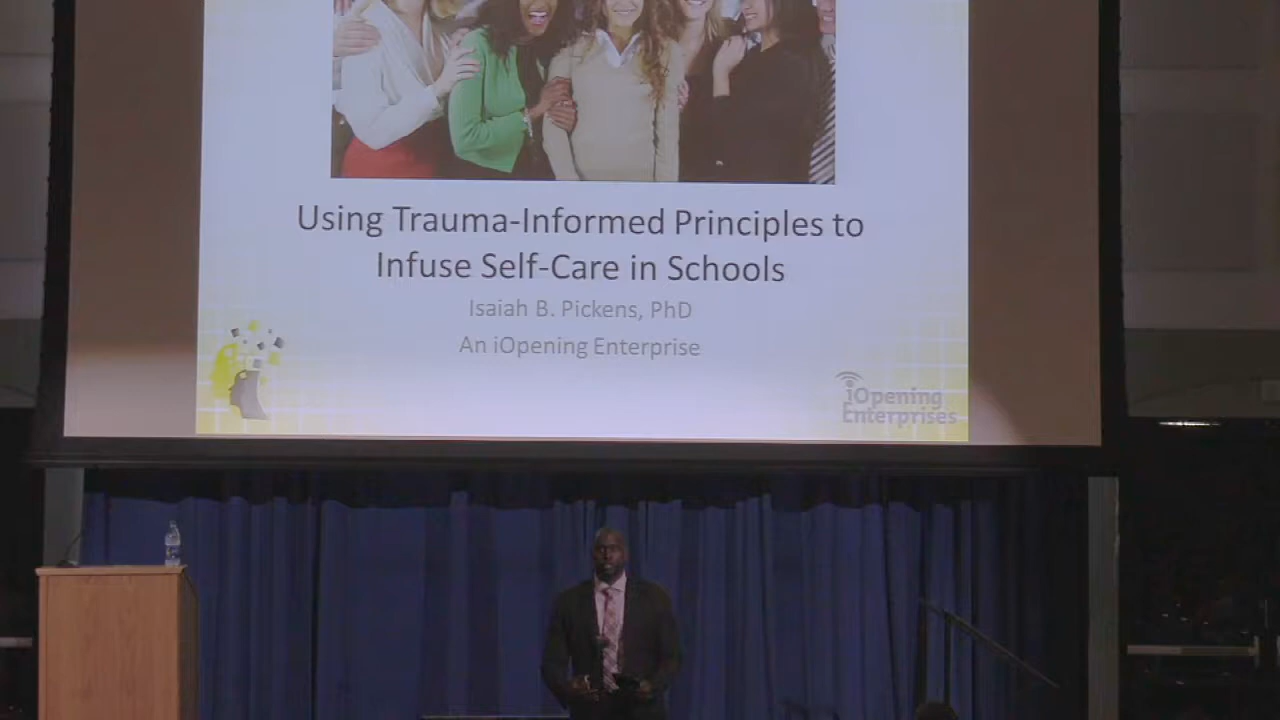 Using Trauma-Informed Principles to
Infuse Self-Care in Schools
Isaiah B. Pickens, PhD
An iOpening Enterprise
iOpening
Enterprises